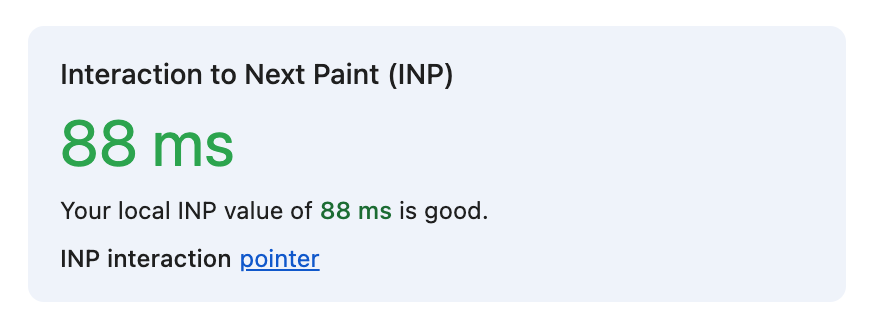 Interaction to Next Paint (INP)
88 ms
Your local INP value of 88 ms is good.
INP interaction pointer